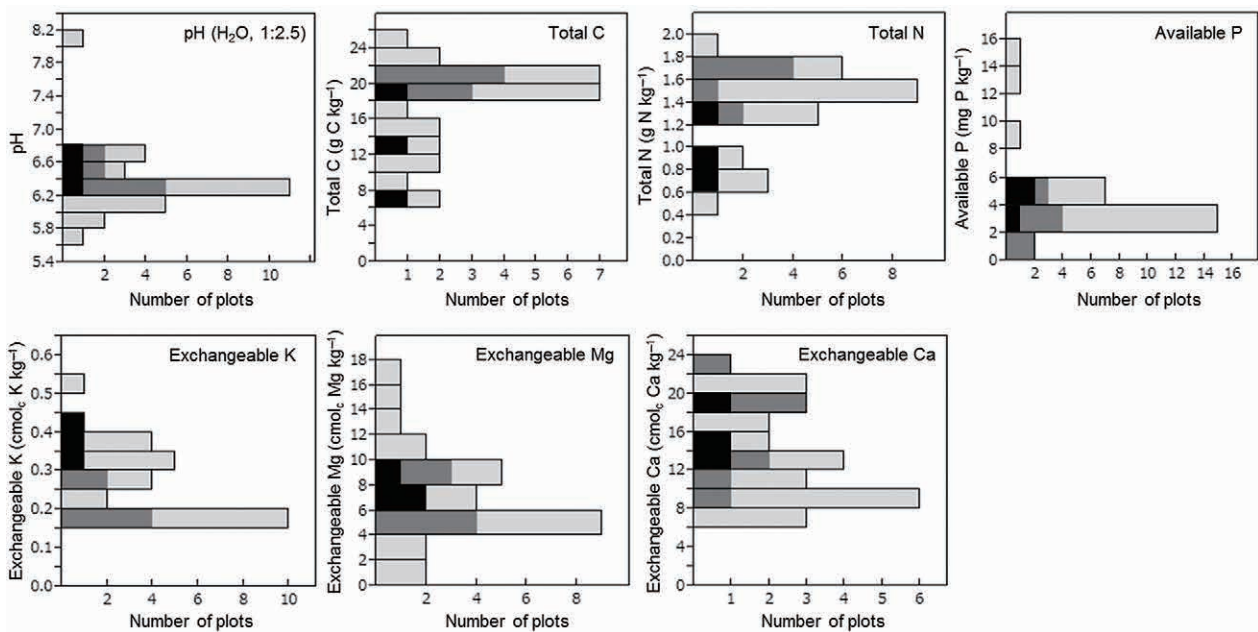 pH (H₂O, 1:2.5)
8.2
7.8
7.4
7.0
6.6
6.2
5.8
5.4
pH
2 4 6 8 10
Number of plots
Total C
24
20
16
12
8
4
0
Total C (g C kg⁻¹)
1 2 3 4 5 6 7
Number of plots
Total N
2.0
1.8
1.6
1.4
1.2
1.0
0.8
0.6
0.4
0.2
0.0
Total N (g N kg⁻¹)
2 4 6 8
Number of plots
Available P
16
14
12
10
8
6
4
2
0
Available P (mg P kg⁻¹)
2 4 6 8 10 12 14 16
Number of plots
Exchangeable K
0.6
0.5
0.4
0.3
0.2
0.1
0.0
Exchangeable K (cmolc K kg⁻¹)
2 4 6 8 10
Number of plots
Exchangeable Mg
18
16
14
12
10
8
6
4
2
0
Exchangeable Mg (cmolc Mg kg⁻¹)
2 4 6 8
Number of plots
Exchangeable Ca
24
20
16
12
8
4
0
Exchangeable Ca (cmolc Ca kg⁻¹)
1 2 3 4 5 6
Number of plots